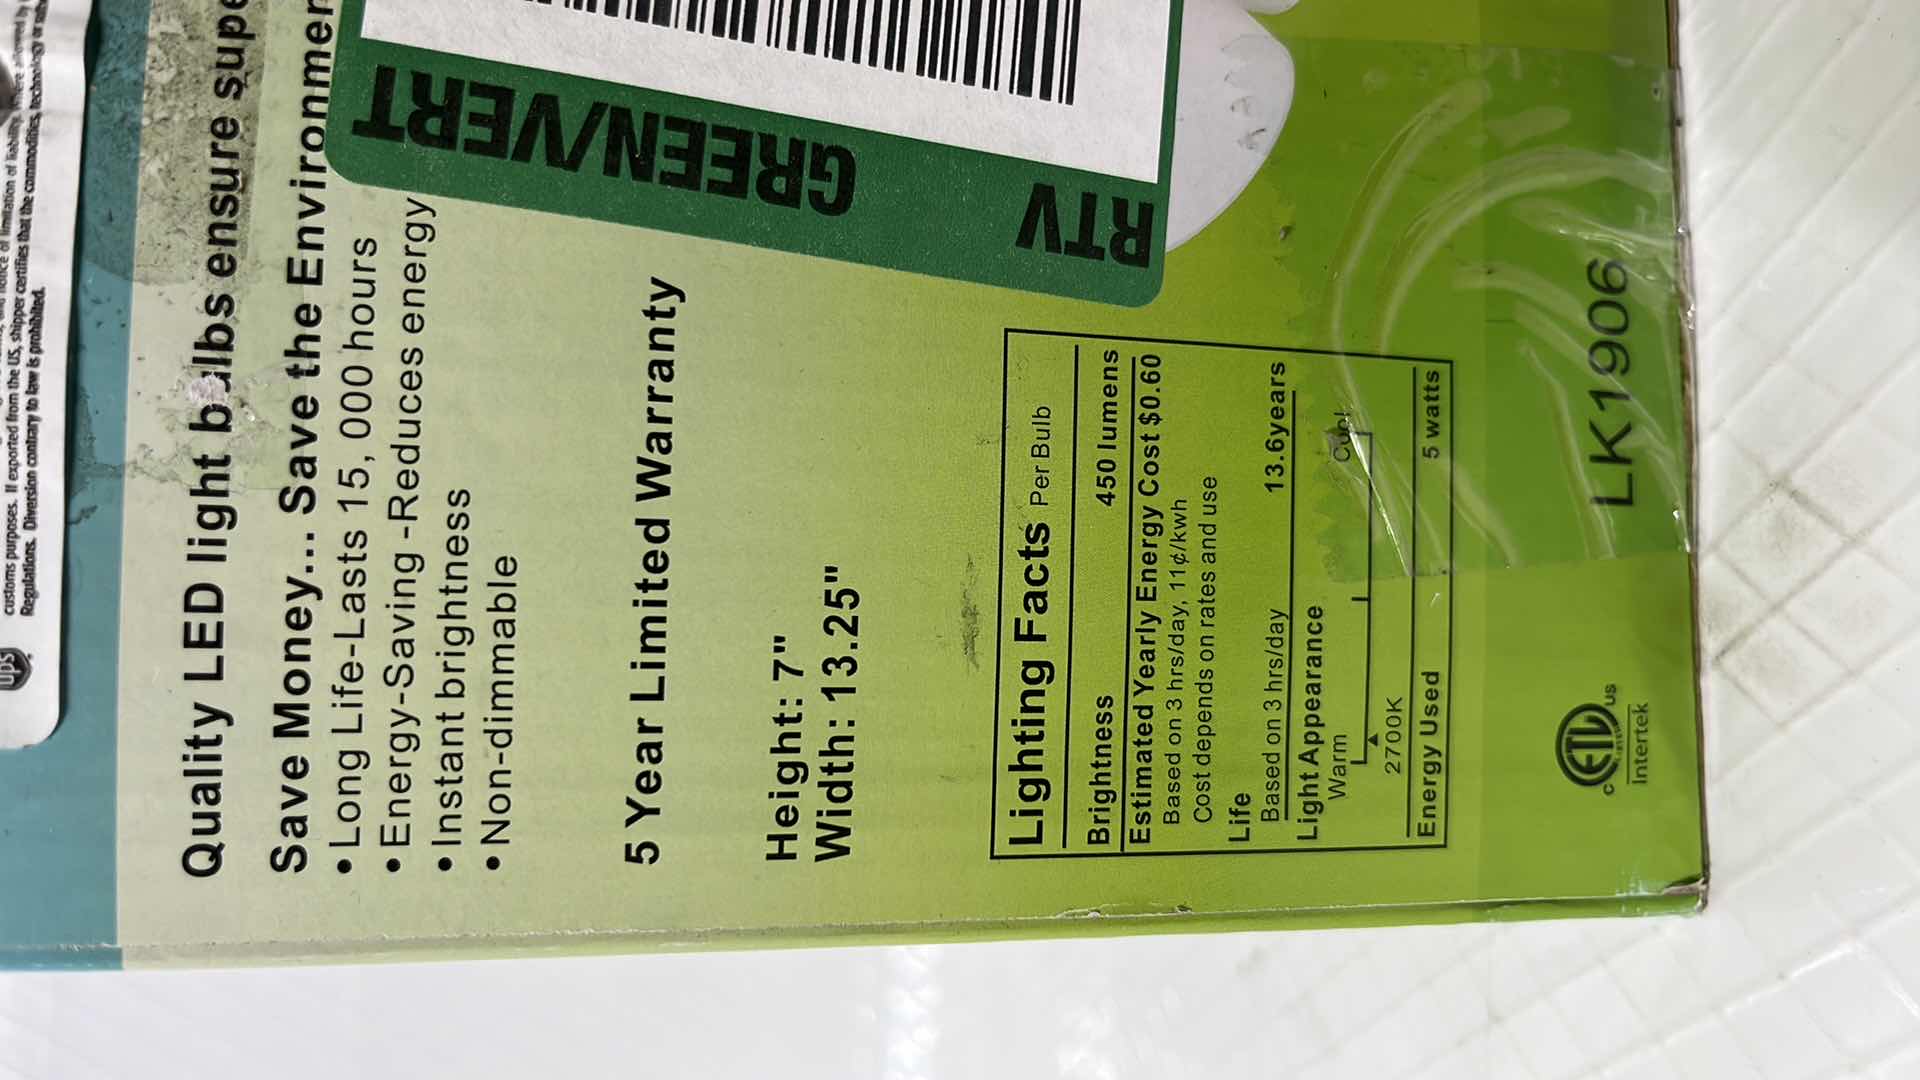 customs purposes. If exported from the US, shipper certifies that the commodities, technology or
Regulations. Diversion contrary to law is prohibited.
ups
Quality LED light bulbs ensure
Save Money... Save the
• Long Life-Lasts 15, 000 hours
• Energy-Saving -Reduces energy
• Instant brightness
• Non-dimmable
5 Year Limited Warranty
Height: 7"
Width: 13.25"
GREEN/VERT
RTV
Lighting Facts Per Bulb
Brightness 450 lumens
Estimated Yearly Energy Cost $0.60
Based on 3 hrs/day, 11¢/kwh
Cost depends on rates and use
Life
Based on 3 hrs/day 13.6years
Light Appearance
Warm Cool
2700K
Energy Used 5 watts
c ETL us
Intertek
LK1906